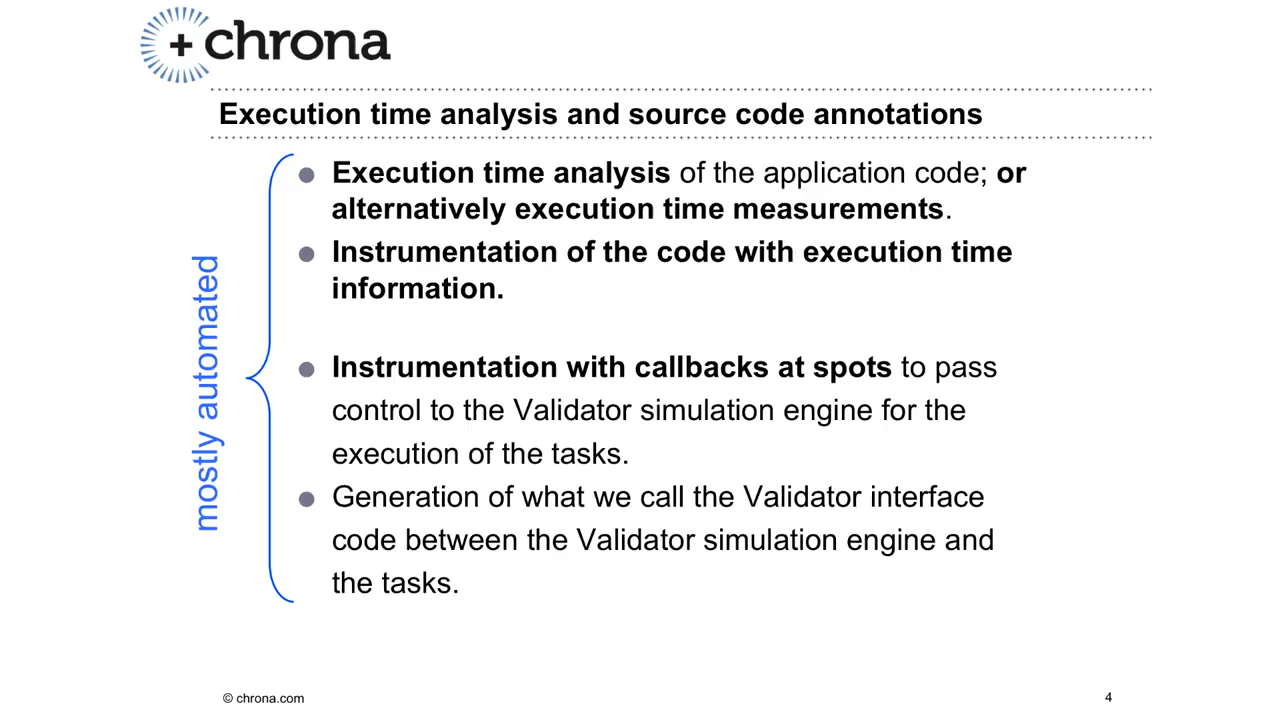 +chrona
Execution time analysis and source code annotations
mostly automated
● Execution time analysis of the application code; or
alternatively execution time measurements.
● Instrumentation of the code with execution time
information.
● Instrumentation with callbacks at spots to pass
control to the Validator simulation engine for the
execution of the tasks.
● Generation of what we call the Validator interface
code between the Validator simulation engine and
the tasks.
© chrona.com
4